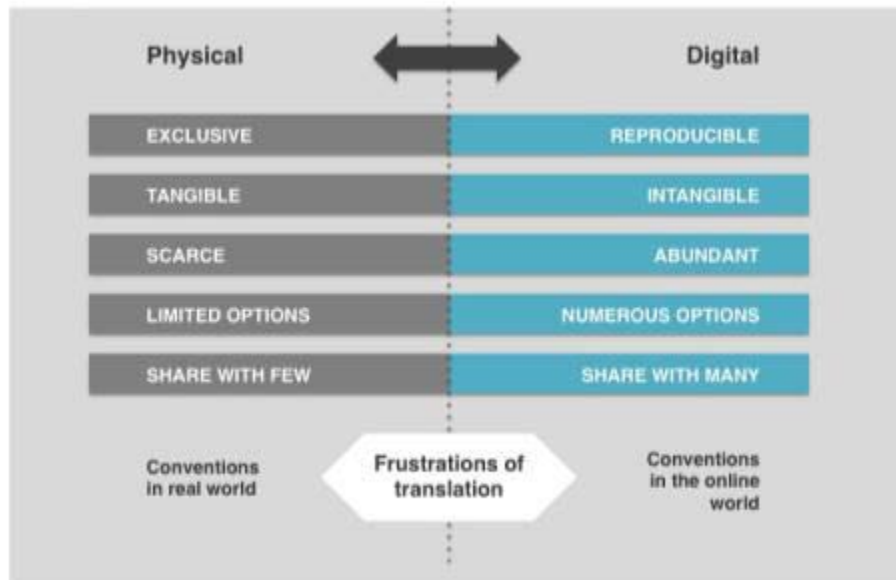 Physical Digital
EXCLUSIVE REPRODUCIBLE
TANGIBLE INTANGIBLE
SCARCE ABUNDANT
LIMITED OPTIONS NUMEROUS OPTIONS
SHARE WITH FEW SHARE WITH MANY
Conventions
in real world
Frustrations of
translation
Conventions
in the online
world